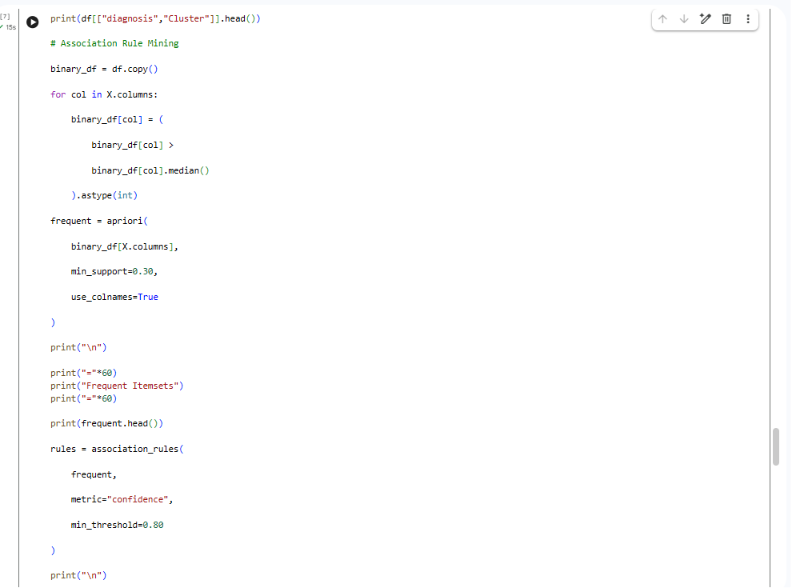 [7]
15s
print(df[["diagnosis","Cluster"]].head())
# Association Rule Mining
binary_df = df.copy()
for col in X.columns:
    binary_df[col] = (
        binary_df[col] >
        binary_df[col].median()
    ).astype(int)
frequent = apriori(
    binary_df[X.columns],
    min_support=0.30,
    use_colnames=True
)
print("\n")
print("="*60)
print("Frequent Itemsets")
print("="*60)
print(frequent.head())
rules = association_rules(
    frequent,
    metric="confidence",
    min_threshold=0.80
)
print("\n")